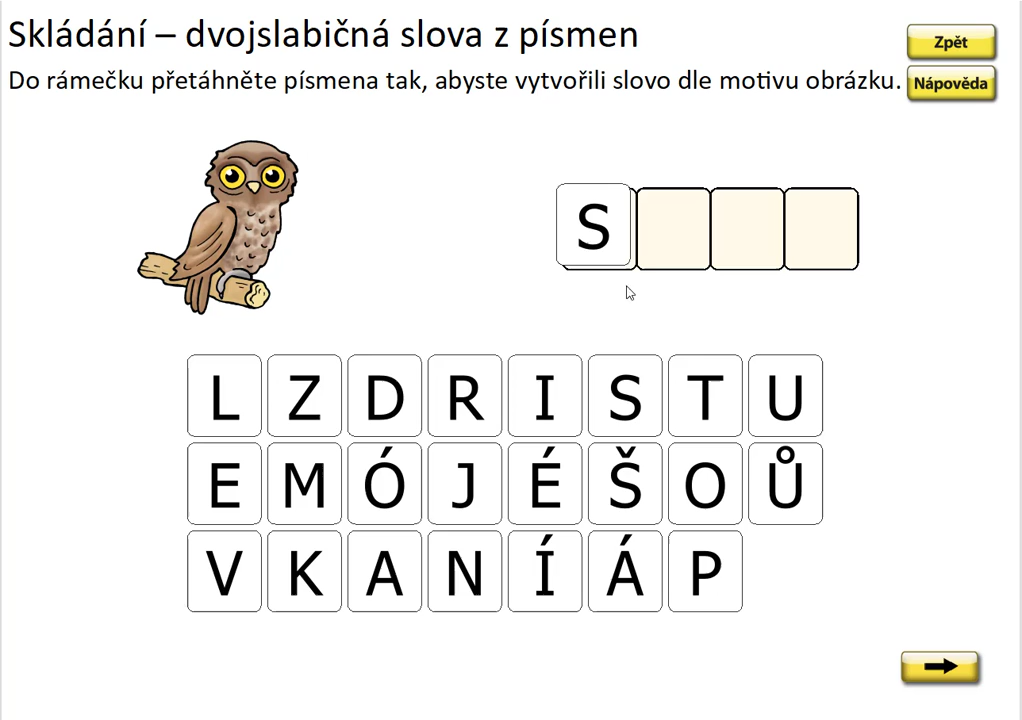 Skládání – dvojslabičná slova z písmen
Zpět
Do rámečku přetáhněte písmena tak, abyste vytvořili slovo dle motivu obrázku.
Nápověda
S
L Z D R I S T U
E M Ó J É Š O Ů
V K A N Í Á P